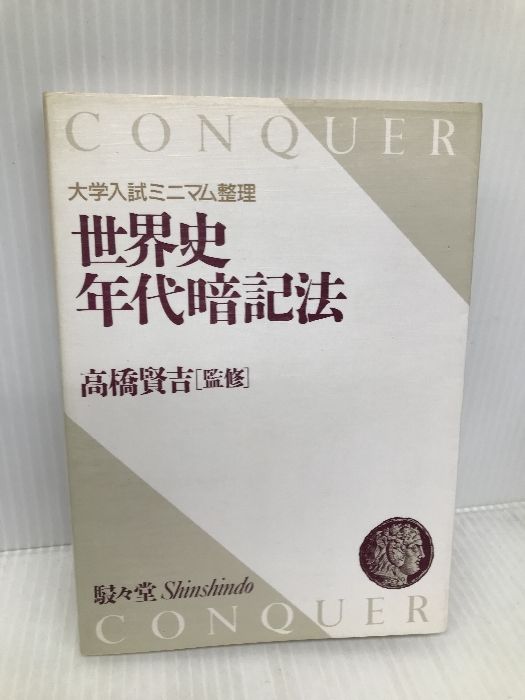 CONQUER
大学入試ミニマム整理
世界史
年代暗記法
高橋賢吉[監修]
駸々堂 Shinshindo
CONQUER